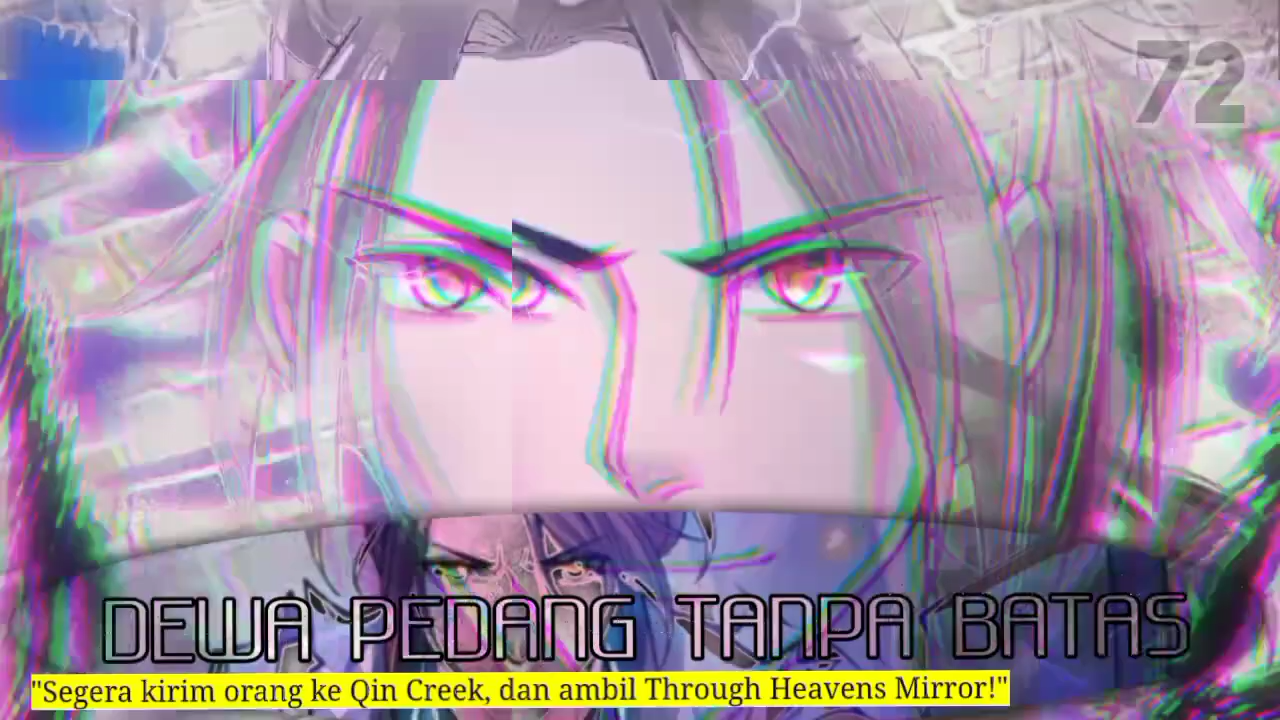 72
DEWA PEDANG TANPA BATAS
"Segera kirim orang ke Qin Creek, dan ambil Through Heavens Mirror!"